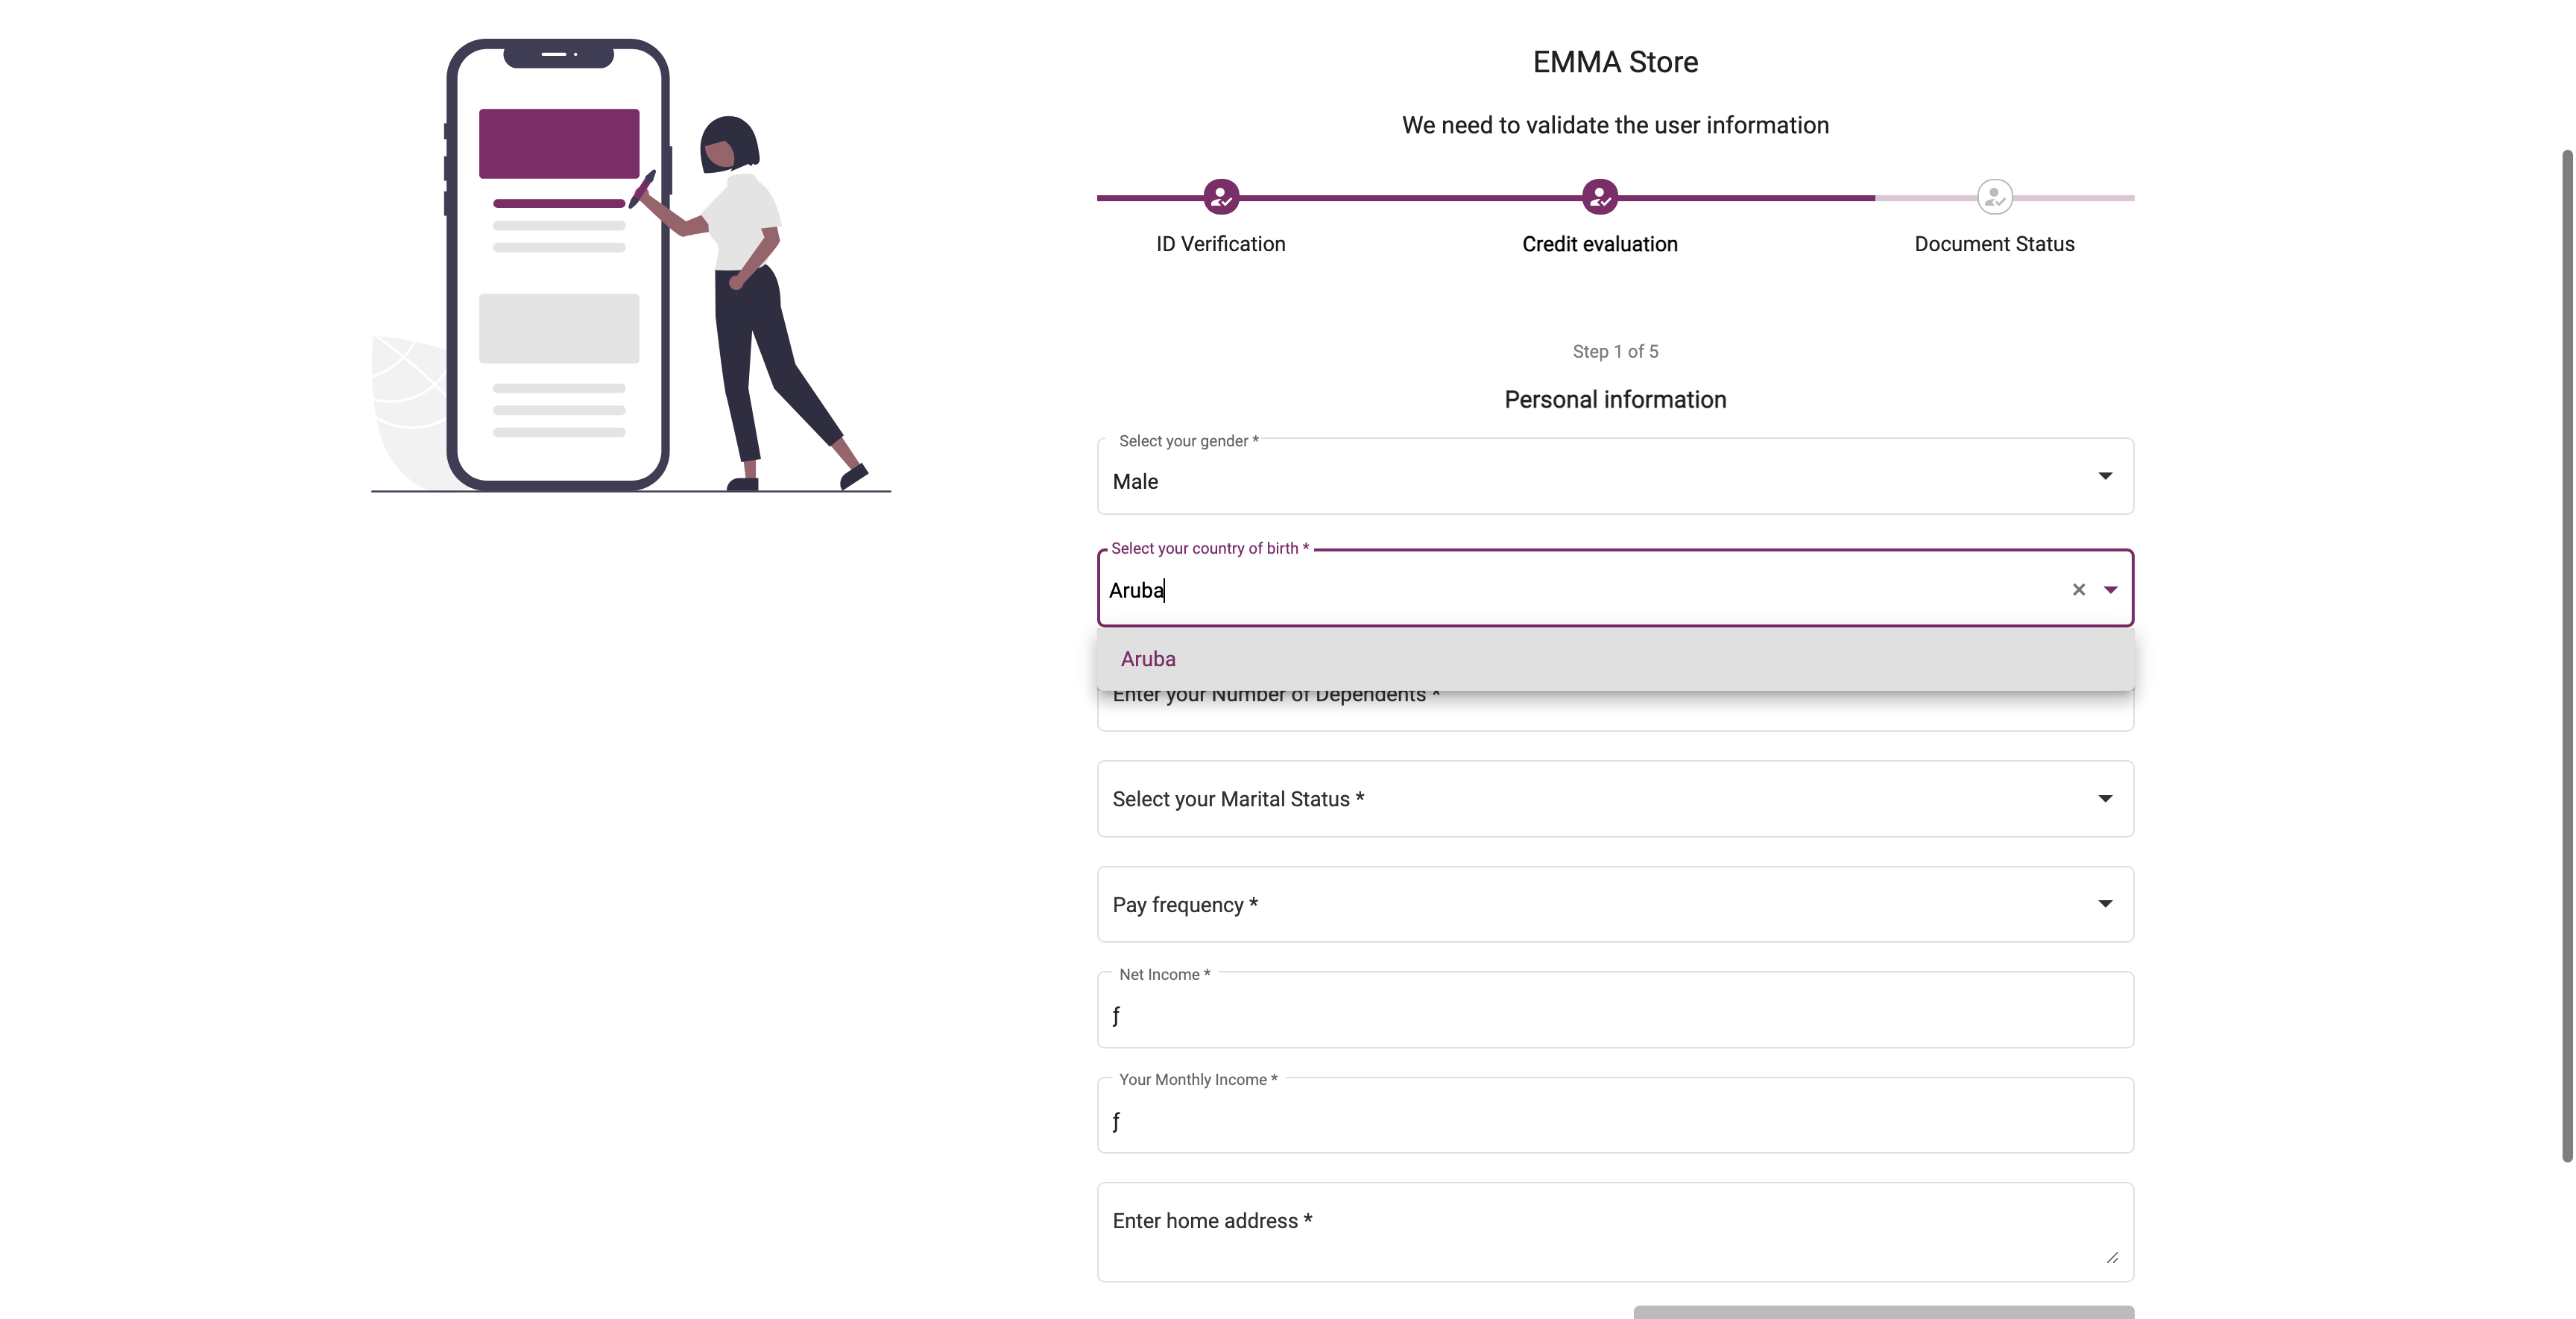 EMMA Store
We need to validate the user information
ID Verification
Credit evaluation
Document Status
Step 1 of 5
Personal information
Select your gender *
Male
Select your country of birth *
Aruba
Aruba
Enter your Number of Dependents *
Select your Marital Status *
Pay frequency *
Net Income *
ƒ
Your Monthly Income *
ƒ
Enter home address *